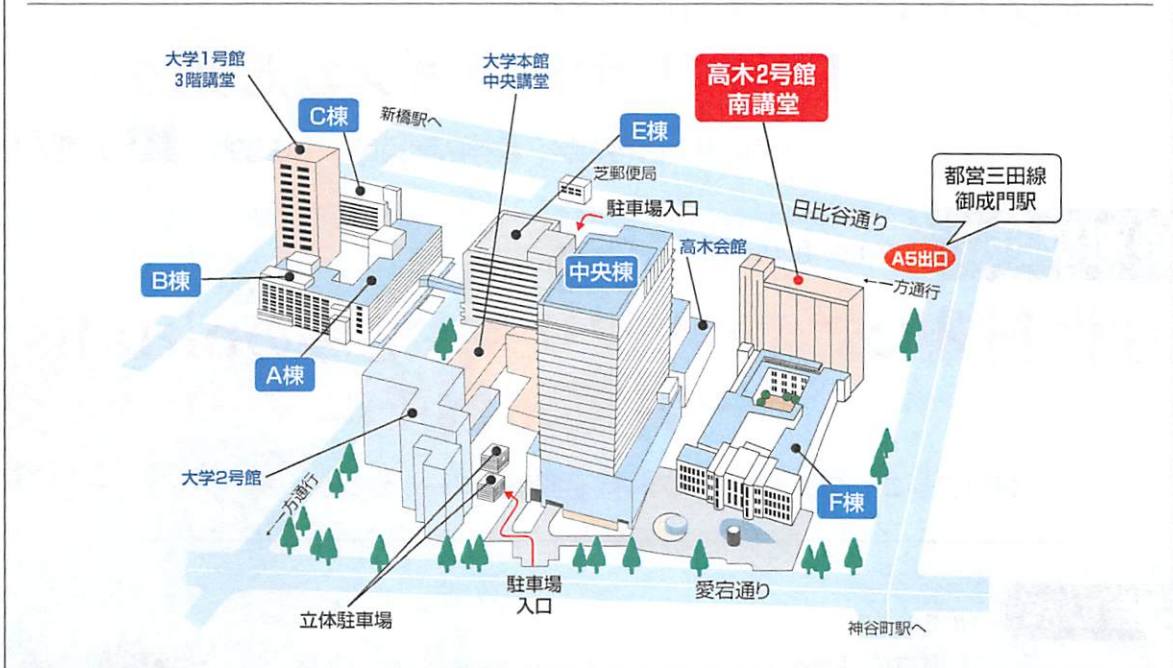 大学1号館
3階講堂
C棟
新橋駅へ
大学本館
中央講堂
E棟
高木2号館
南講堂
芝郵便局
駐車場入口
日比谷通り
都営三田線
御成門駅
A5出口
←一方通行
高木会館
中央棟
B棟
A棟
大学2号館
←一方通行
F棟
駐車場
入口
立体駐車場
愛宕通り
神谷町駅へ